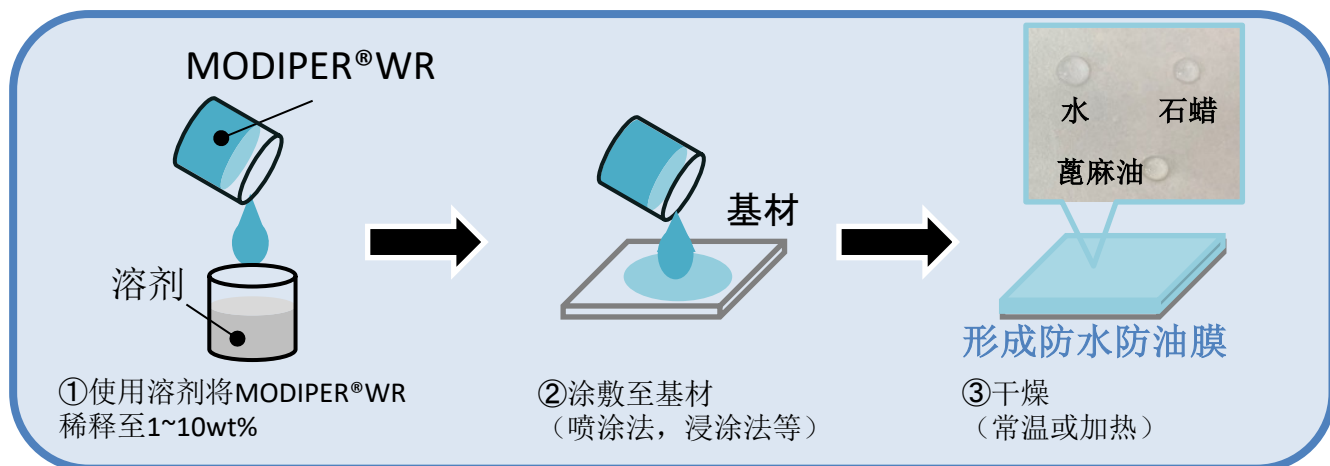 MODIPER®WR
溶剂
①使用溶剂将MODIPER®WR
稀释至1~10wt%
基材
②涂敷至基材
（喷涂法，浸涂法等）
水
石蜡
蓖麻油
形成防水防油膜
③干燥
（常温或加热）